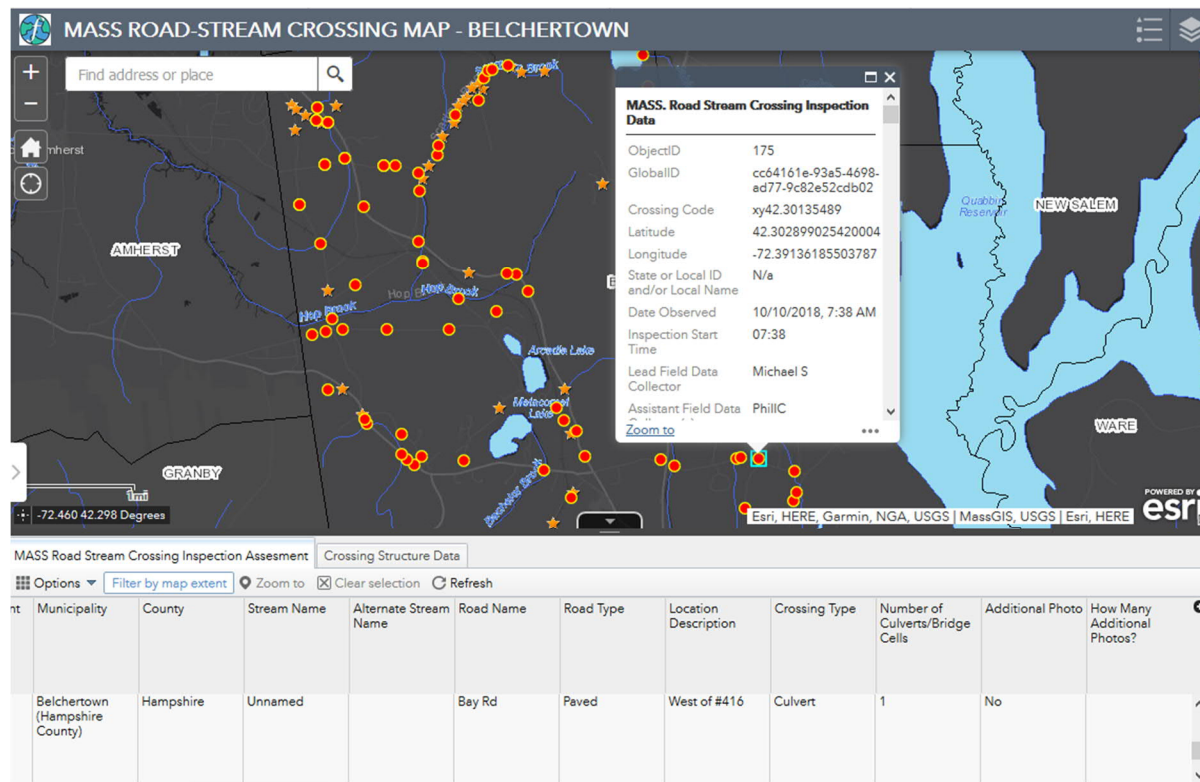 MASS ROAD-STREAM CROSSING MAP - BELCHERTOWN
+
Find address or place
−
Brook
mherst
AMHERST
Hop Brook
Hop Brook
Hop B
Arcadia Lake
Metacomet
Lake
Brook
GRANBY
1mi
-72.460 42.298 Degrees
B
Quabbin
Reservoir
NEW SALEM
WARE
MASS. Road Stream Crossing Inspection
Data
ObjectID 175
GlobalID cc64161e-93a5-4698-
ad77-9c82e52cdb02
Crossing Code xy42.30135489
Latitude 42.302899025420004
Longitude -72.39136185503787
State or Local ID N/a
and/or Local Name
Date Observed 10/10/2018, 7:38 AM
Inspection Start 07:38
Time
Lead Field Data Michael S
Collector
Assistant Field Data PhillC
Zoom to
POWERED BY
esri
Esri, HERE, Garmin, NGA, USGS | MassGIS, USGS | Esri, HERE
MASS Road Stream Crossing Inspection Assesment Crossing Structure Data
Options Filter by map extent Zoom to Clear selection Refresh
nt Municipality County Stream Name Alternate Stream Road Name Road Type Location Crossing Type Number of Additional Photo How Many
Name Description Culverts/Bridge Additional
Cells Photos?
Belchertown Hampshire Unnamed Bay Rd Paved West of #416 Culvert 1 No
(Hampshire
County)